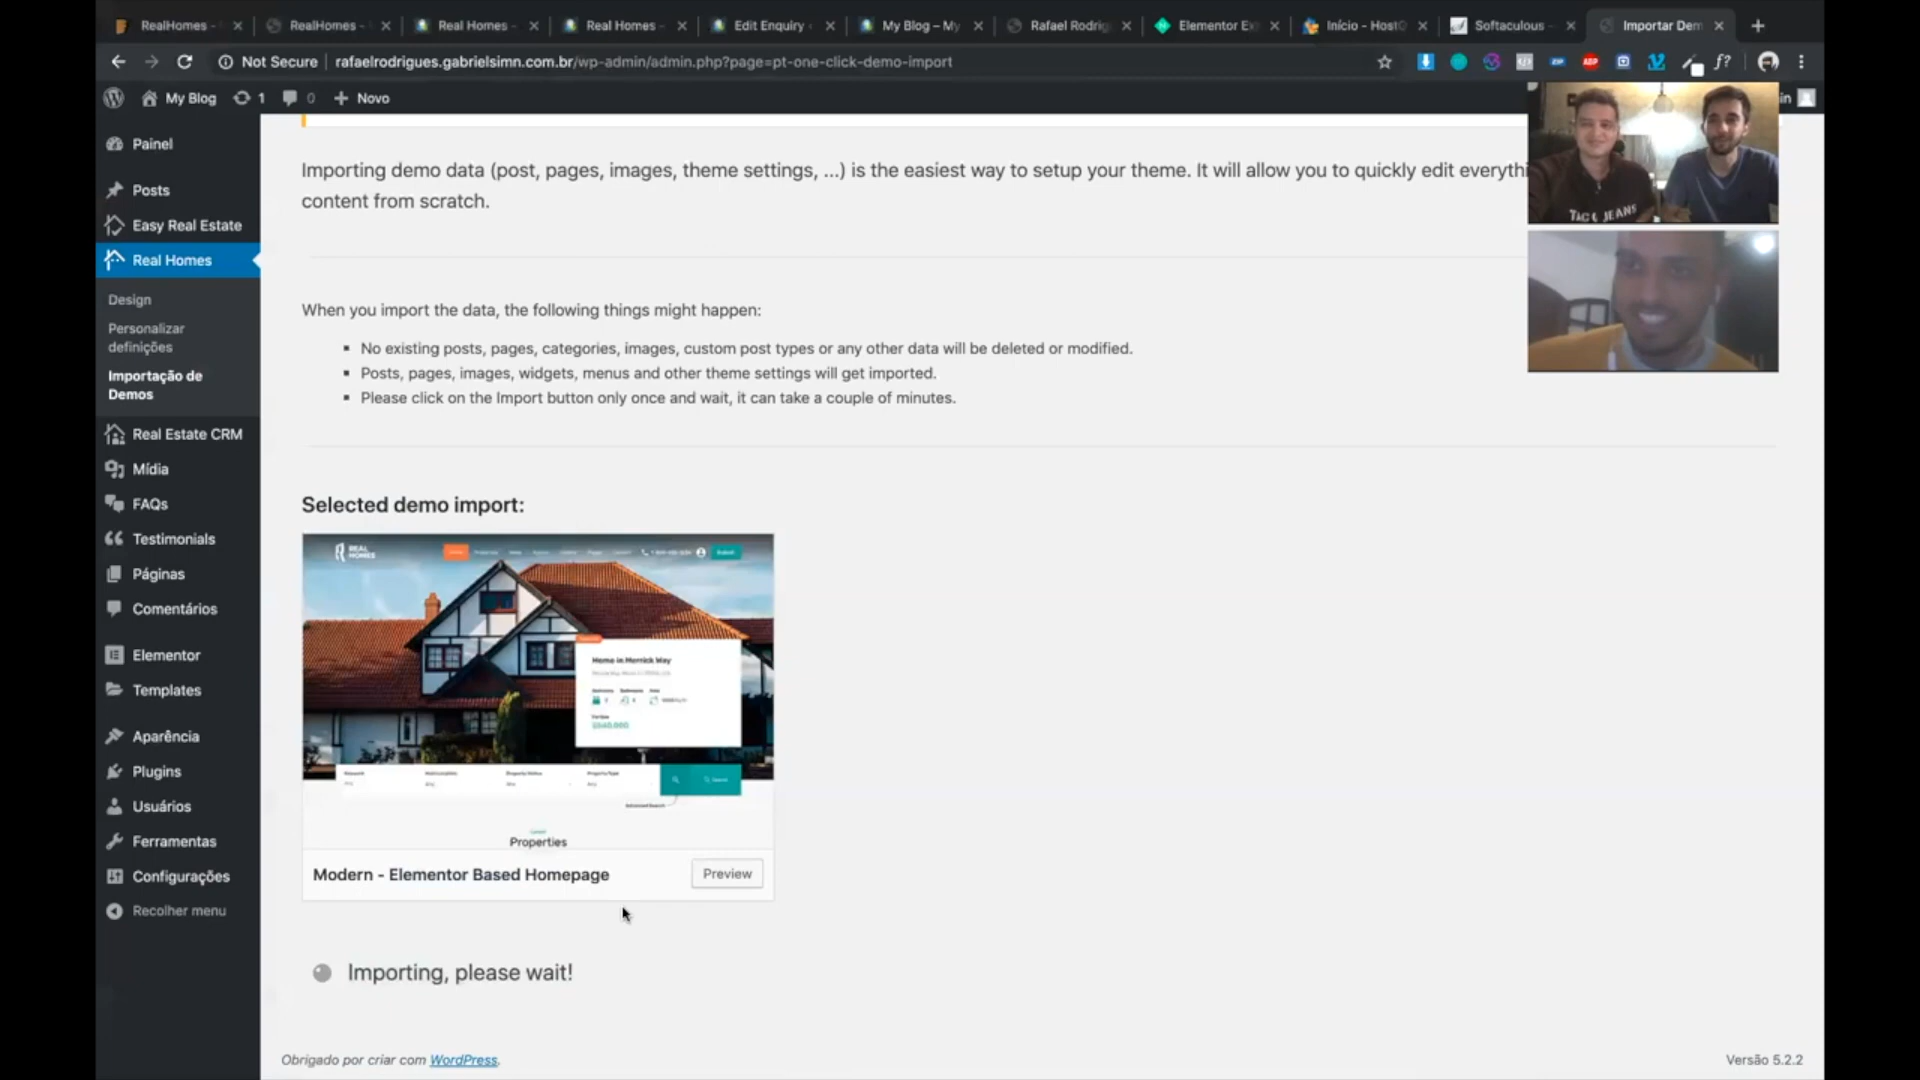 RealHomes -
RealHomes -
Real Homes -
Real Homes -
Edit Enquiry
My Blog – My
Rafael Rodrig
Elementor Ex
Início - HostG
Softaculous -
Importar Dem
Not Secure
rafaelrodrigues.gabrielsimn.com.br/wp-admin/admin.php?page=pt-one-click-demo-import
My Blog
1
0
Novo
in
Painel
Posts
Easy Real Estate
Real Homes
Design
Personalizar
definições
Importação de
Demos
Real Estate CRM
Mídia
FAQs
Testimonials
Páginas
Comentários
Elementor
Templates
Aparência
Plugins
Usuários
Ferramentas
Configurações
Recolher menu
Importing demo data (post, pages, images, theme settings, ...) is the easiest way to setup your theme. It will allow you to quickly edit everythi
content from scratch.
When you import the data, the following things might happen:
No existing posts, pages, categories, images, custom post types or any other data will be deleted or modified.
Posts, pages, images, widgets, menus and other theme settings will get imported.
Please click on the Import button only once and wait, it can take a couple of minutes.
Selected demo import:
REAL
HOMES
Home in Merrick Way
Properties
Modern - Elementor Based Homepage
Preview
Importing, please wait!
Obrigado por criar com WordPress.
Versão 5.2.2